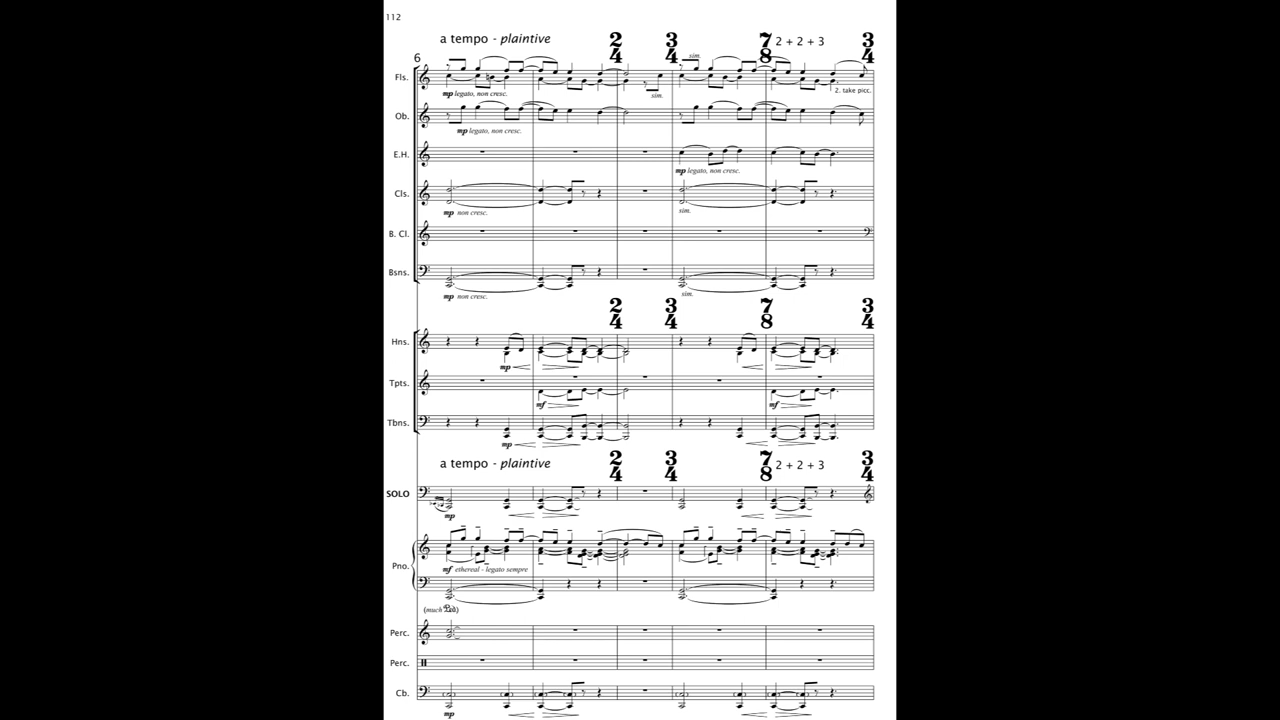 112
a tempo - plaintive 2/4 3/4 7/8 2 + 2 + 3 3/4
6
sim.
Fls.
mp legato, non cresc. sim. 2. take picc.
Ob.
mp legato, non cresc.
E.H.
mp legato, non cresc.
Cls.
mp non cresc. sim.
B. Cl.
Bsns.
mp non cresc. sim.
2/4 3/4 7/8 3/4
Hns.
mp
Tpts.
mf mf
Tbns.
mp
a tempo - plaintive 2/4 3/4 7/8 2 + 2 + 3 3/4
SOLO
mp
Pno.
mf ethereal - legato sempre
(much Ped.)
Perc.
Perc.
Cb.
mp